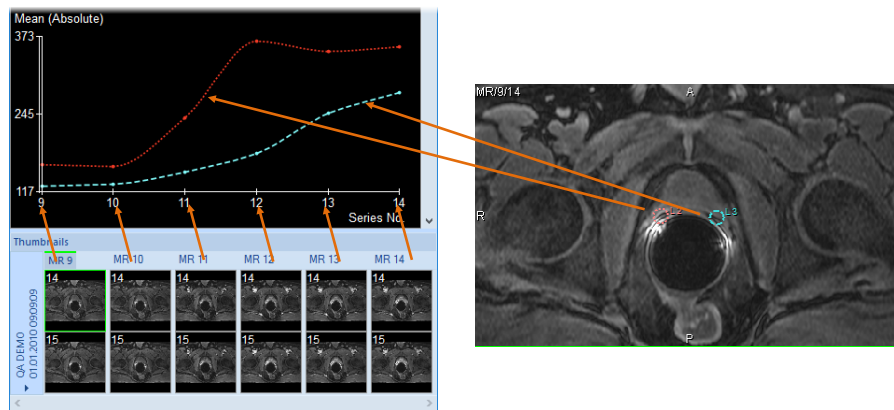 Mean (Absolute)
373
245
117
9 10 11 12 13 14
Series No.
Thumbnails
MR 9 MR 10 MR 11 MR 12 MR 13 MR 14
14 14 14 14 14 14
15 15 15 15 15 15
QA DEMO
01.01.2010 090909
MR/9/14
A
R
L2 L3
P